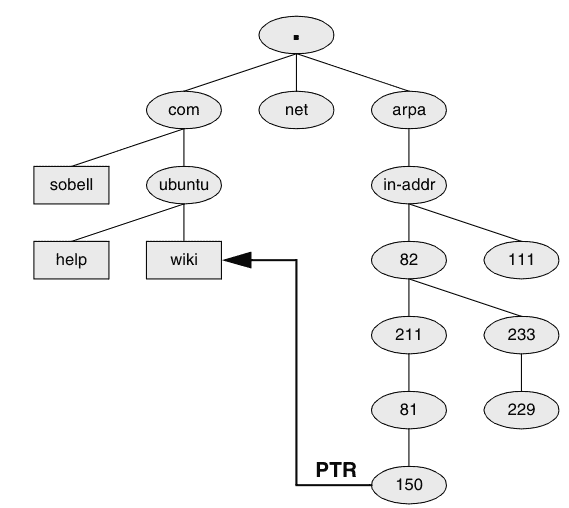 .
com net arpa
sobell ubuntu in-addr
help wiki 82 111
211 233
81 229
PTR 150